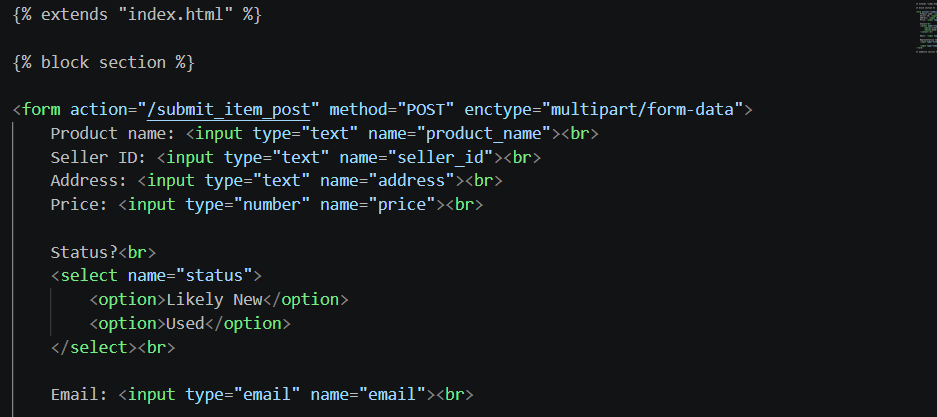 {% extends "index.html" %}
{% block section %}
<form action="/submit_item_post" method="POST" enctype="multipart/form-data">
Product name: <input type="text" name="product_name"><br>
Seller ID: <input type="text" name="seller_id"><br>
Address: <input type="text" name="address"><br>
Price: <input type="number" name="price"><br>
Status?<br>
<select name="status">
<option>Likely New</option>
<option>Used</option>
</select><br>
Email: <input type="email" name="email"><br>